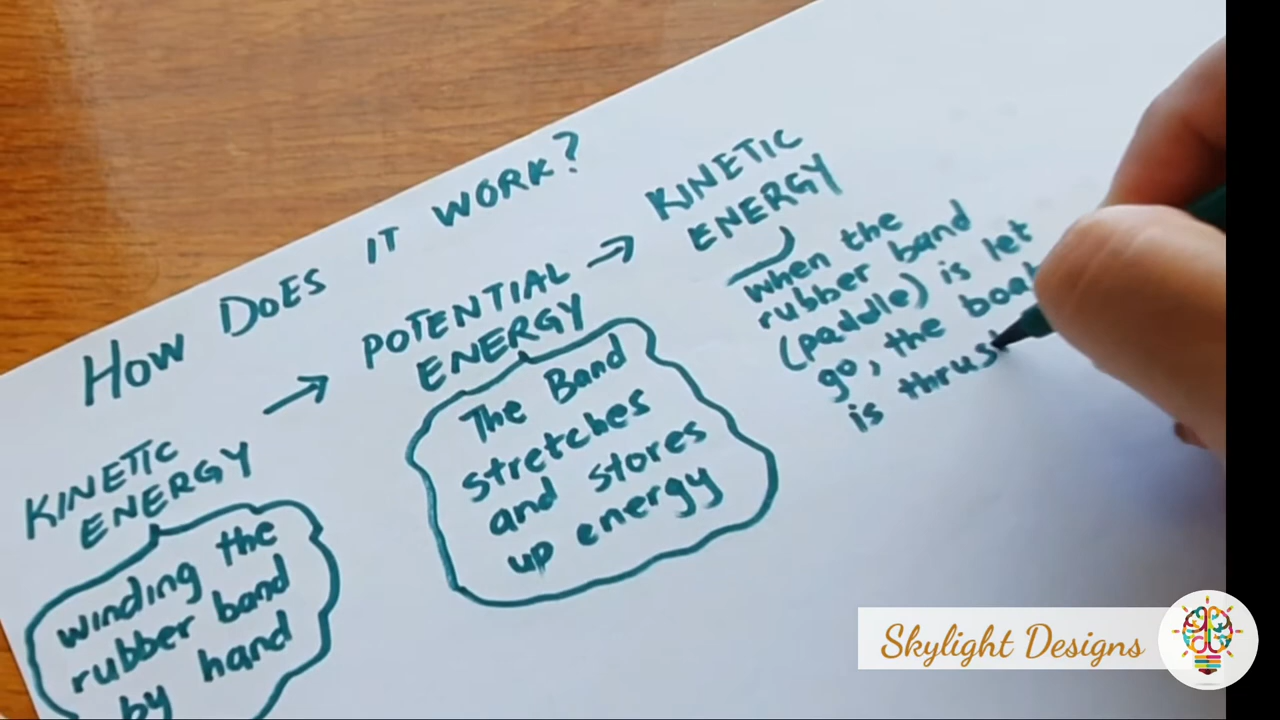 How DoES IT WORK?
KINETIC
ENERGY
winding the
rubber band
by hand
POTENTIAL
ENERGY
The Band
stretches
and stores
up energy
KINETIC
ENERGY
when the
rubber band
(paddle) is let
go, the boat
is thrus
Skylight Designs